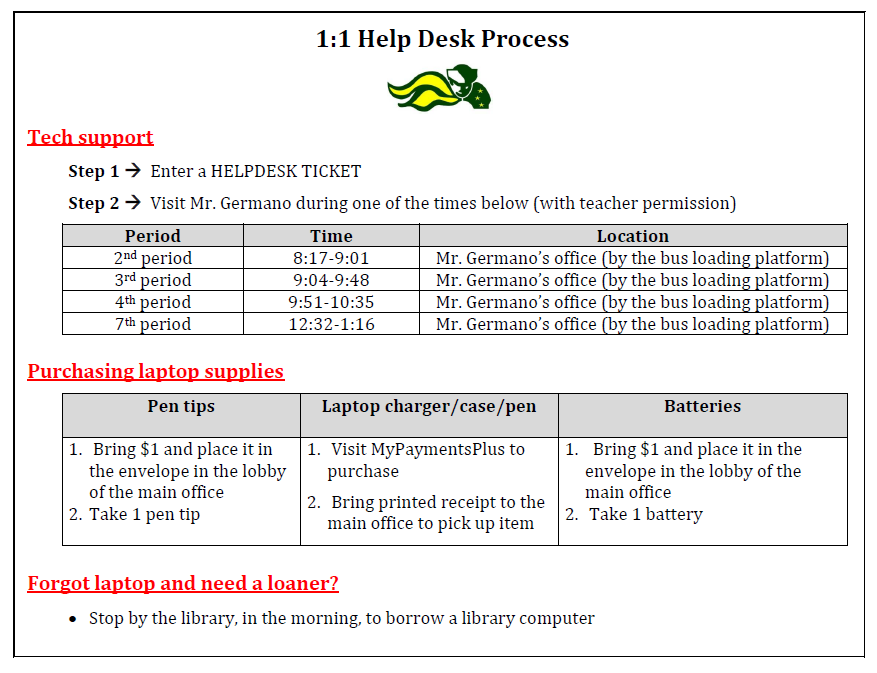 1:1 Help Desk Process
Tech support
Step 1 → Enter a HELPDESK TICKET
Step 2 → Visit Mr. Germano during one of the times below (with teacher permission)
Period Time Location
2nd period 8:17-9:01 Mr. Germano’s office (by the bus loading platform)
3rd period 9:04-9:48 Mr. Germano’s office (by the bus loading platform)
4th period 9:51-10:35 Mr. Germano’s office (by the bus loading platform)
7th period 12:32-1:16 Mr. Germano’s office (by the bus loading platform)
Purchasing laptop supplies
Pen tips
1. Bring $1 and place it in
the envelope in the lobby
of the main office
2. Take 1 pen tip
Laptop charger/case/pen
1. Visit MyPaymentsPlus to
purchase
2. Bring printed receipt to the
main office to pick up item
Batteries
1. Bring $1 and place it in the
envelope in the lobby of the
main office
2. Take 1 battery
Forgot laptop and need a loaner?
• Stop by the library, in the morning, to borrow a library computer